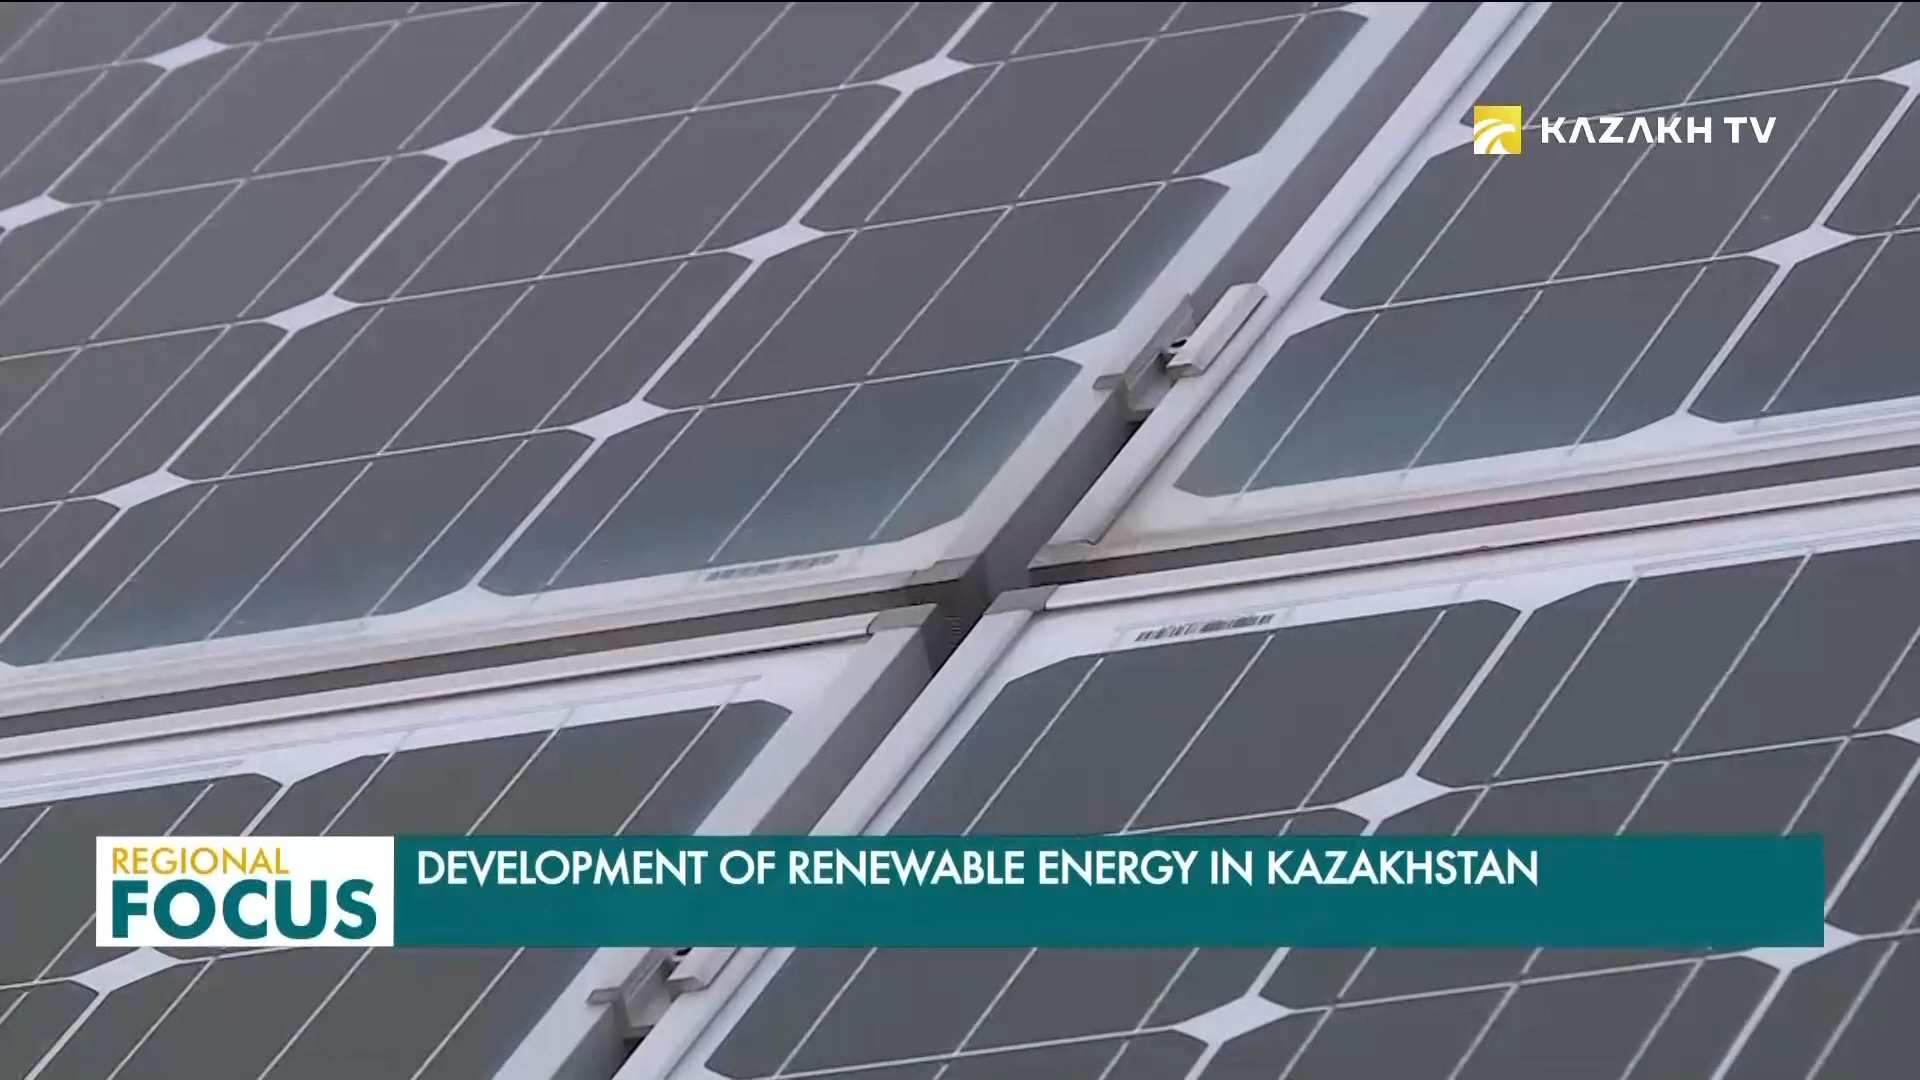 KAZAKH TV
REGIONAL
FOCUS
DEVELOPMENT OF RENEWABLE ENERGY IN KAZAKHSTAN